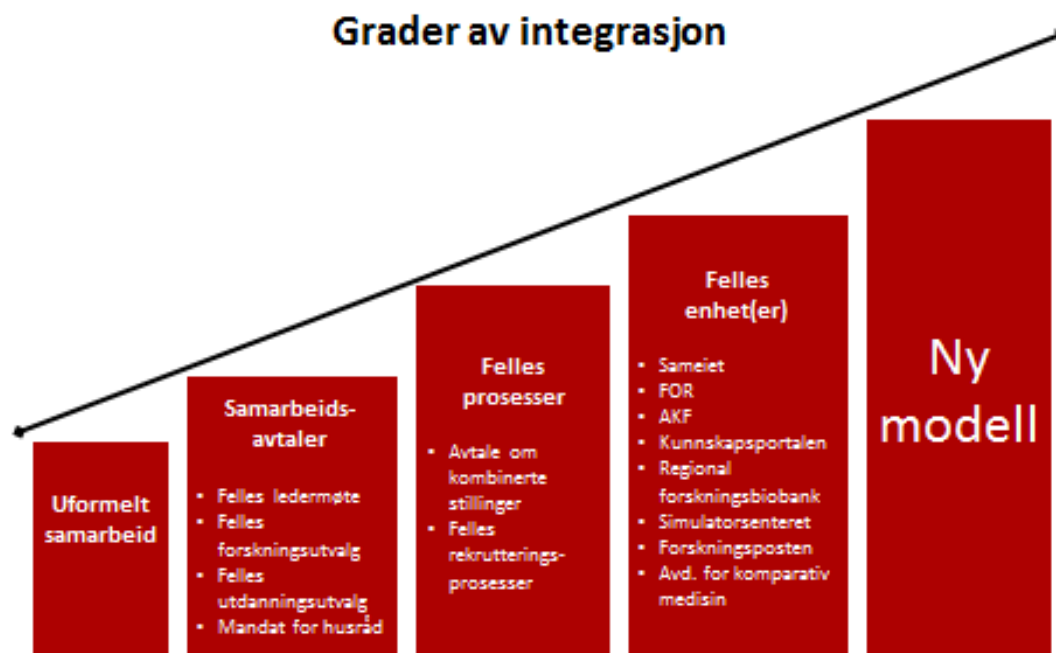 Grader av integrasjon
Uformelt
samarbeid
Samarbeids-
avtaler
• Felles ledermøte
• Felles
forskningsutvalg
• Felles
utdanningsutvalg
• Mandat for husråd
Felles
prosesser
• Avtale om
kombinerte
stillinger
• Felles
rekrutterings-
prosesser
Felles
enhet(er)
• Sameiet
• FOR
• AKF
• Kunnskapsportalen
• Regional
forskningsbiobank
• Simulatorsenteret
• Forskningsposten
• Avd. for komparativ
medisin
Ny
modell